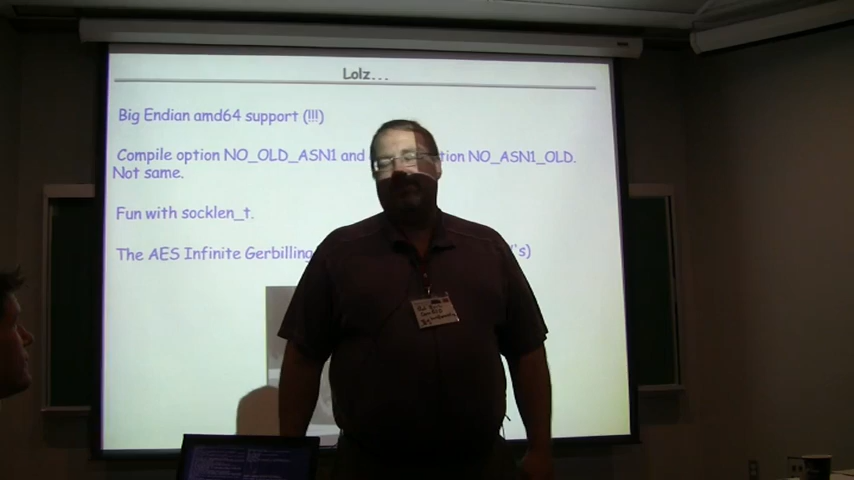 Lolz...
Big Endian amd64 support (!!!)
Compile option NO_OLD_ASN1 and tion NO_ASN1_OLD.
Not same.
Fun with socklen_t.
The AES Infinite Gerbilling 's)